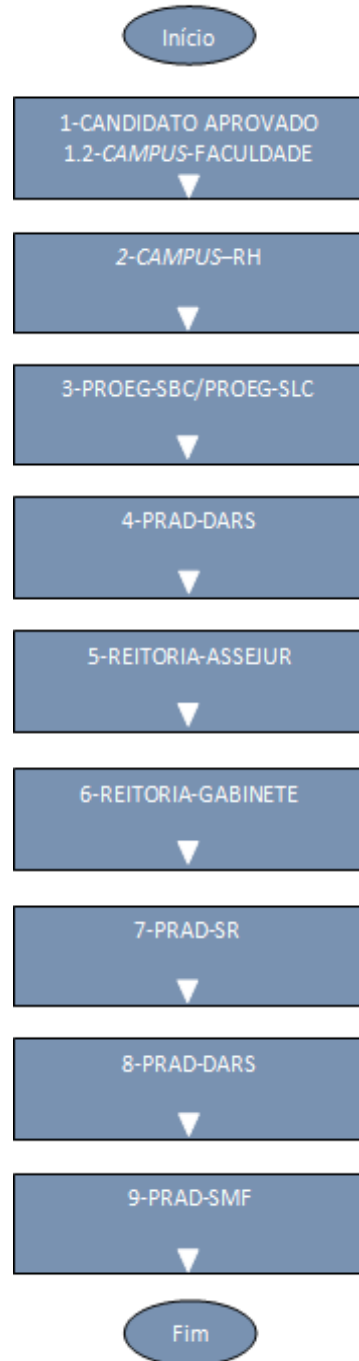 Início
1-CANDIDATO APROVADO
1.2-CAMPUS-FACULDADE
2-CAMPUS–RH
3-PROEG-SBC/PROEG-SLC
4-PRAD-DARS
5-REITORIA-ASSEJUR
6-REITORIA-GABINETE
7-PRAD-SR
8-PRAD-DARS
9-PRAD-SMF
Fim